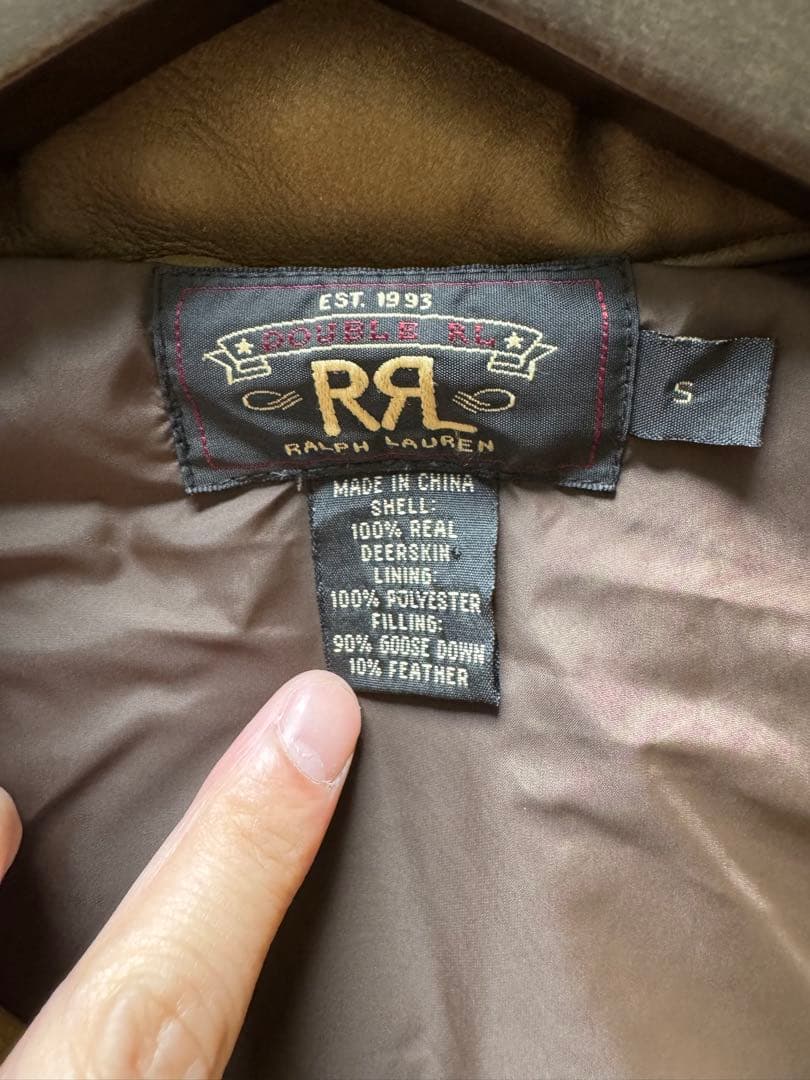 EST. 1993
DOUBLE RL
RRL
RALPH LAUREN
S
MADE IN CHINA
SHELL:
100% REAL
DEERSKIN
LINING:
100% POLYESTER
FILLING:
90% GOOSE DOWN
10% FEATHER